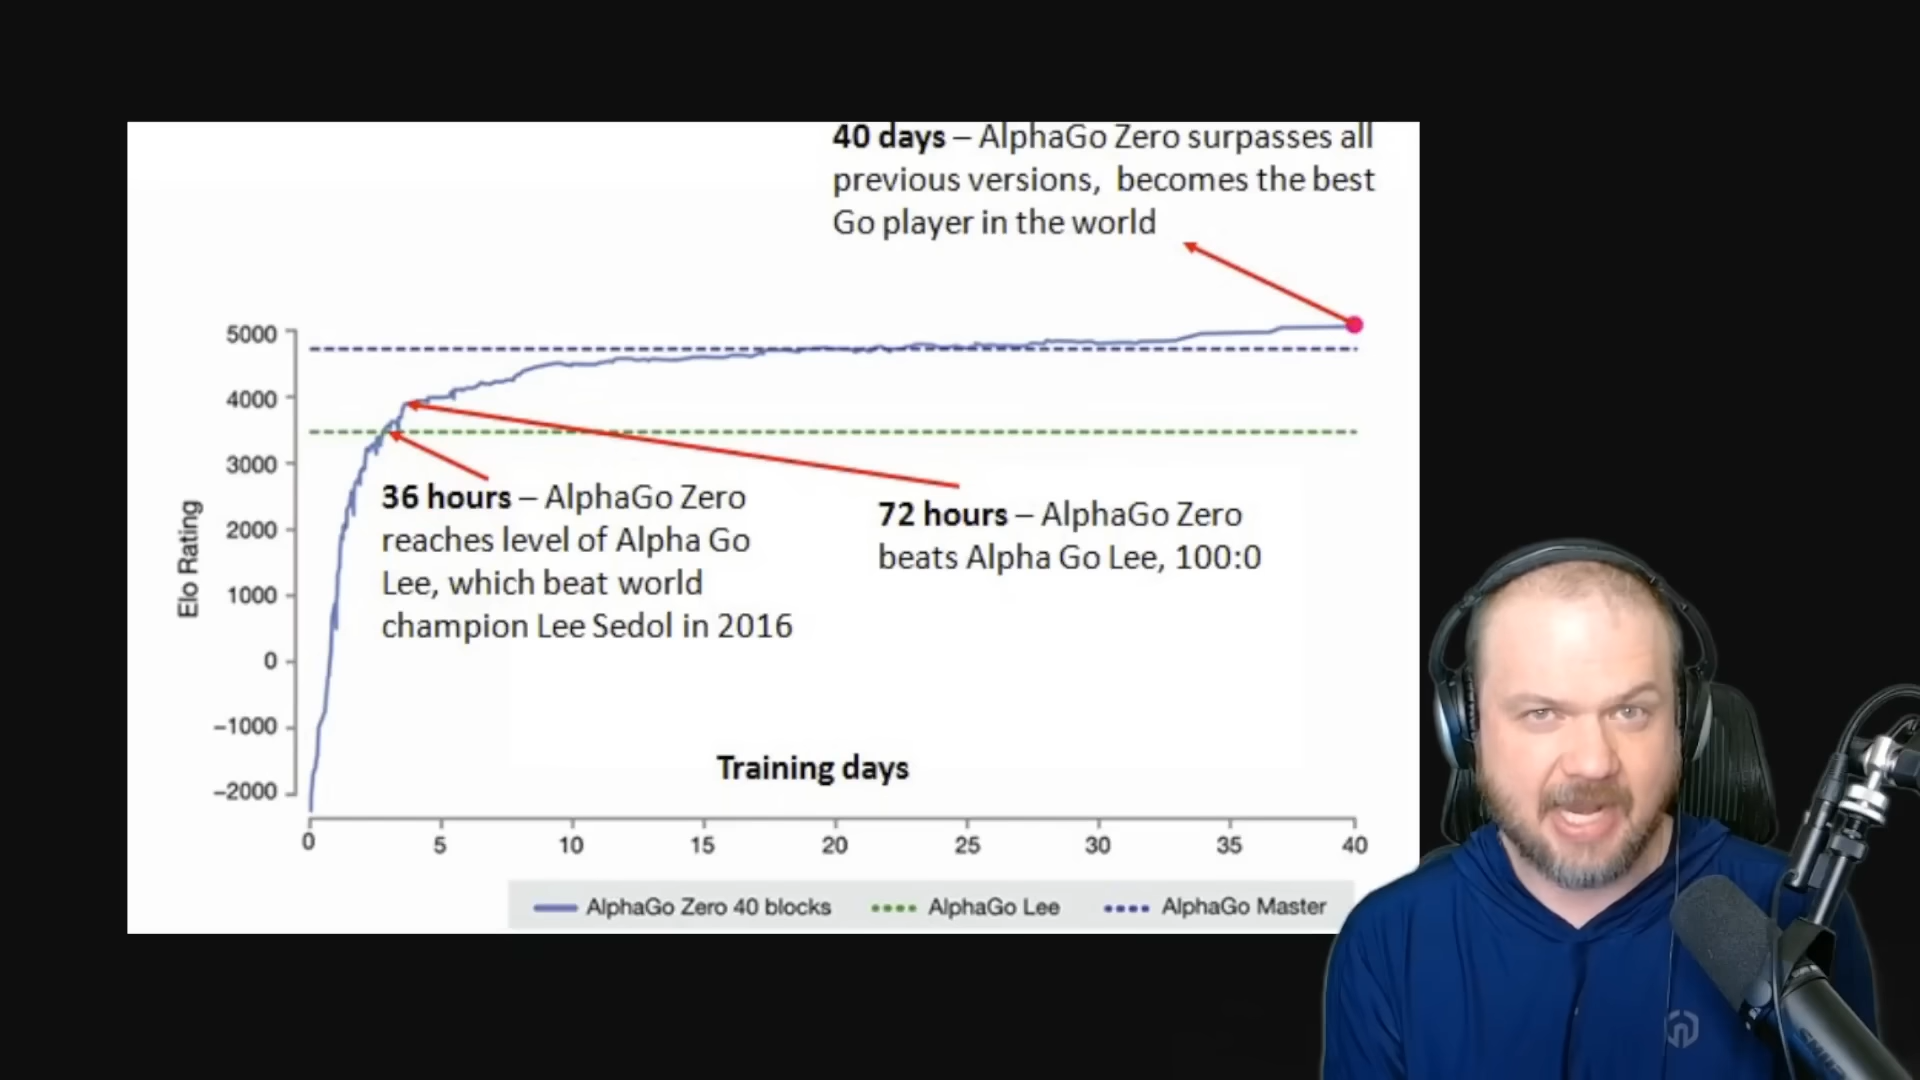 40 days – AlphaGo Zero surpasses all
previous versions, becomes the best
Go player in the world
5000
4000
3000
2000
1000
0
–1000
–2000
Elo Rating
36 hours – AlphaGo Zero
reaches level of Alpha Go
Lee, which beat world
champion Lee Sedol in 2016
72 hours – AlphaGo Zero
beats Alpha Go Lee, 100:0
Training days
0 5 10 15 20 25 30 35 40
AlphaGo Zero 40 blocks AlphaGo Lee AlphaGo Master